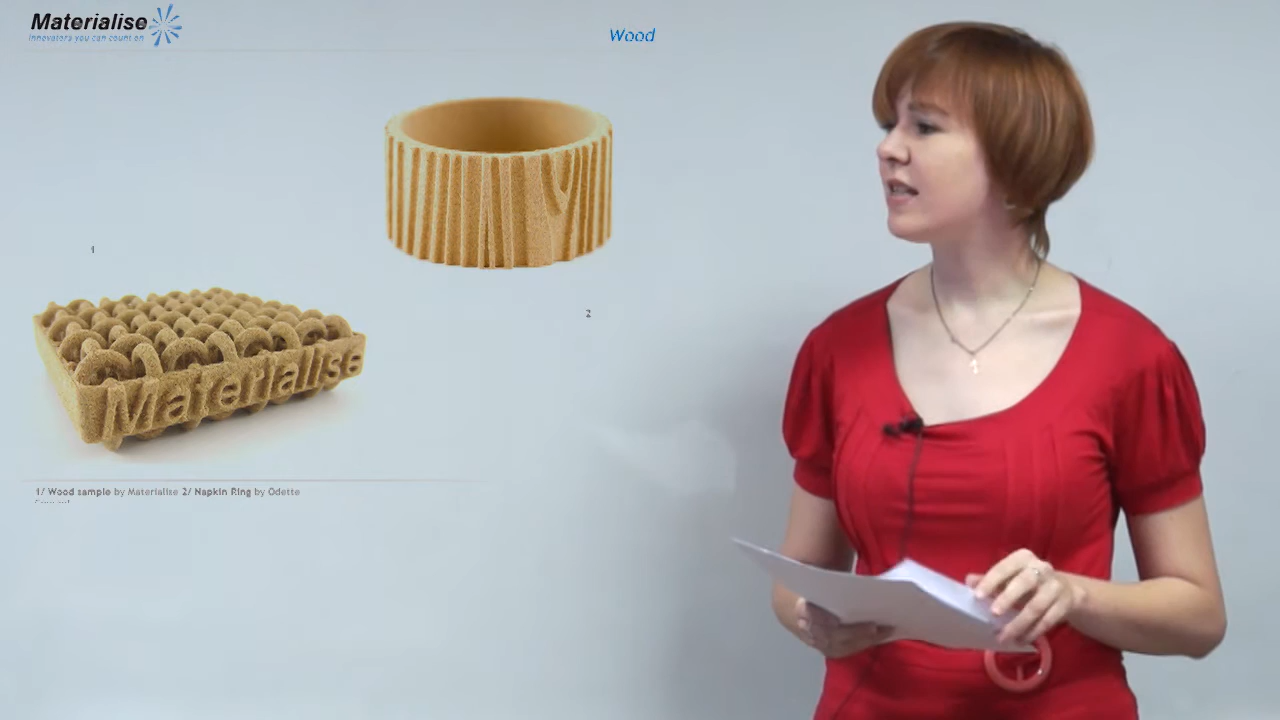 Materialise
innovators you can count on
Wood
1
2
Materialise
1/ Wood sample by Materialise 2/ Napkin Ring by Odette